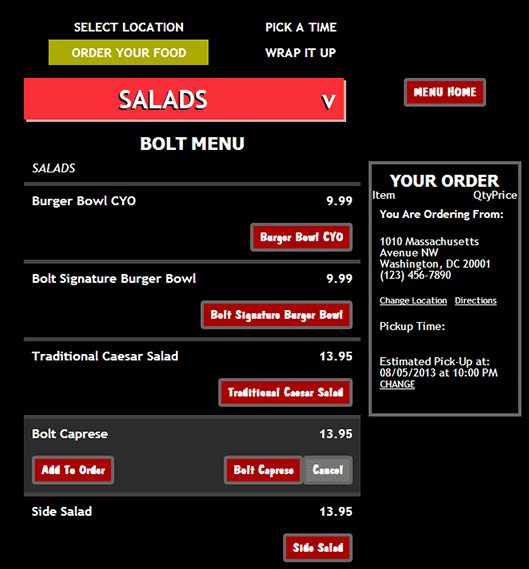 SELECT LOCATION
PICK A TIME
ORDER YOUR FOOD
WRAP IT UP
SALADS v
MENU HOME
BOLT MENU
SALADS
Burger Bowl CYO 9.99
Burger Bowl CYO
Bolt Signature Burger Bowl 9.99
Bolt Signature Burger Bowl
Traditional Caesar Salad 13.95
Traditional Caesar Salad
Bolt Caprese 13.95
Add To Order Bolt Caprese Cancel
Side Salad 13.95
Side Salad
YOUR ORDER
Item QtyPrice
You Are Ordering From:
1010 Massachusetts
Avenue NW
Washington, DC 20001
(123) 456-7890
Change Location Directions
Pickup Time:
Estimated Pick-Up at:
08/05/2013 at 10:00 PM
CHANGE